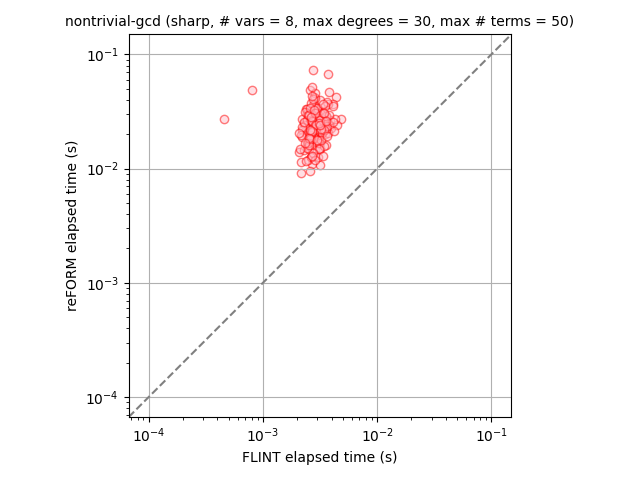 nontrivial-gcd (sharp, # vars = 8, max degrees = 30, max # terms = 50)
reFORM elapsed time (s)
10⁻¹
10⁻²
10⁻³
10⁻⁴
10⁻⁴ 10⁻³ 10⁻² 10⁻¹
FLINT elapsed time (s)